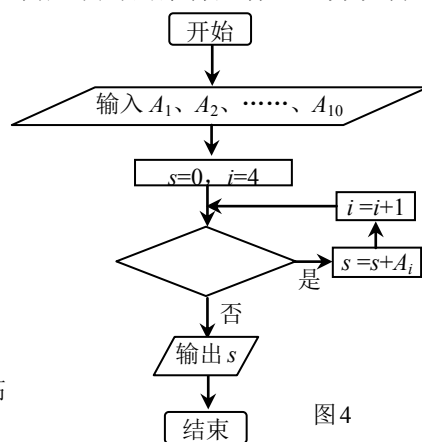 开始
输入 A₁、A₂、……、A₁₀
s=0, i=4
i=i+1
s=s+Aᵢ
是
否
输出 s
图4
结束